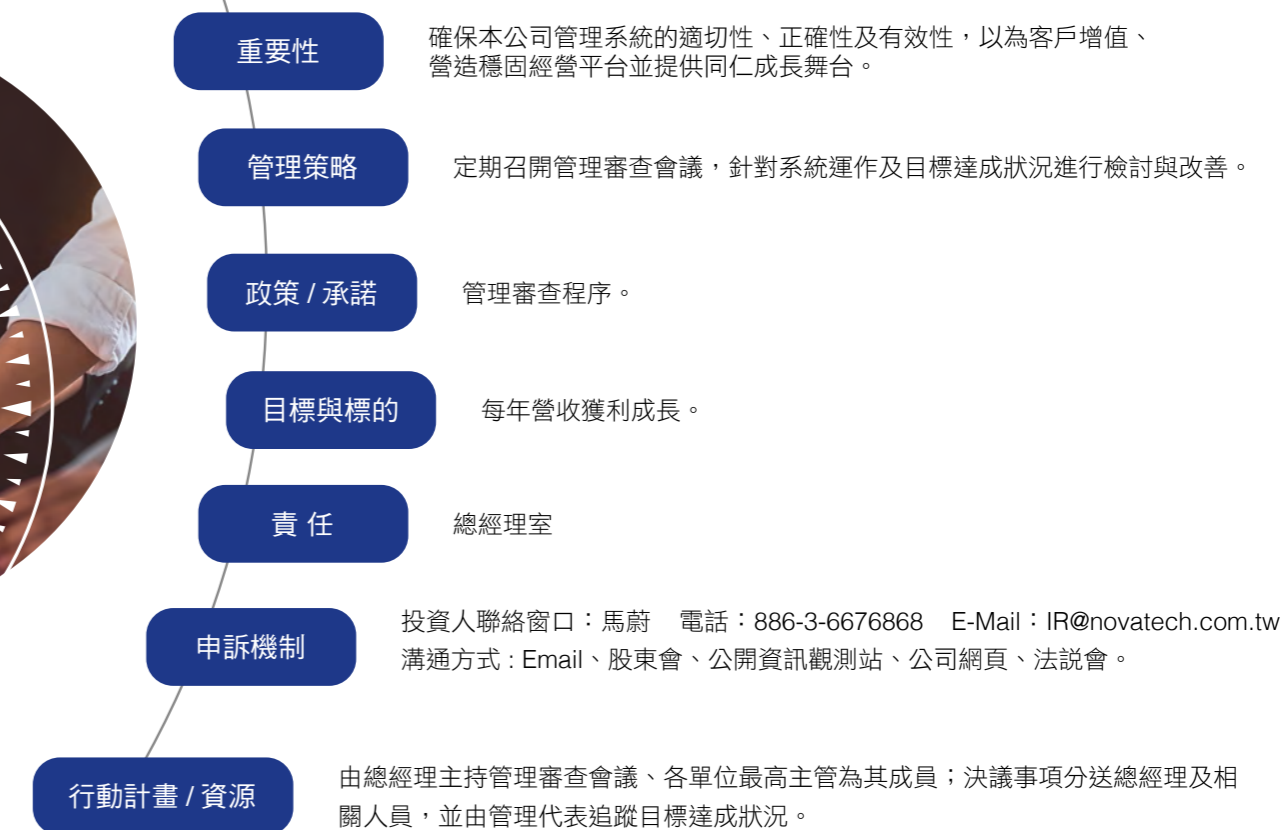 重要性
確保本公司管理系統的適切性、正確性及有效性,以為客戶增值、
營造穩固經營平台並提供同仁成長舞台。
管理策略
定期召開管理審查會議,針對系統運作及目標達成狀況進行檢討與改善。
政策 / 承諾
管理審查程序。
目標與標的
每年營收獲利成長。
責 任
總經理室
申訴機制
投資人聯絡窗口:馬蔚　電話:886-3-6676868　E-Mail:IR@novatech.com.tw
溝通方式 : Email、股東會、公開資訊觀測站、公司網頁、法說會。
行動計畫 / 資源
由總經理主持管理審查會議、各單位最高主管為其成員;決議事項分送總經理及相
關人員,並由管理代表追蹤目標達成狀況。